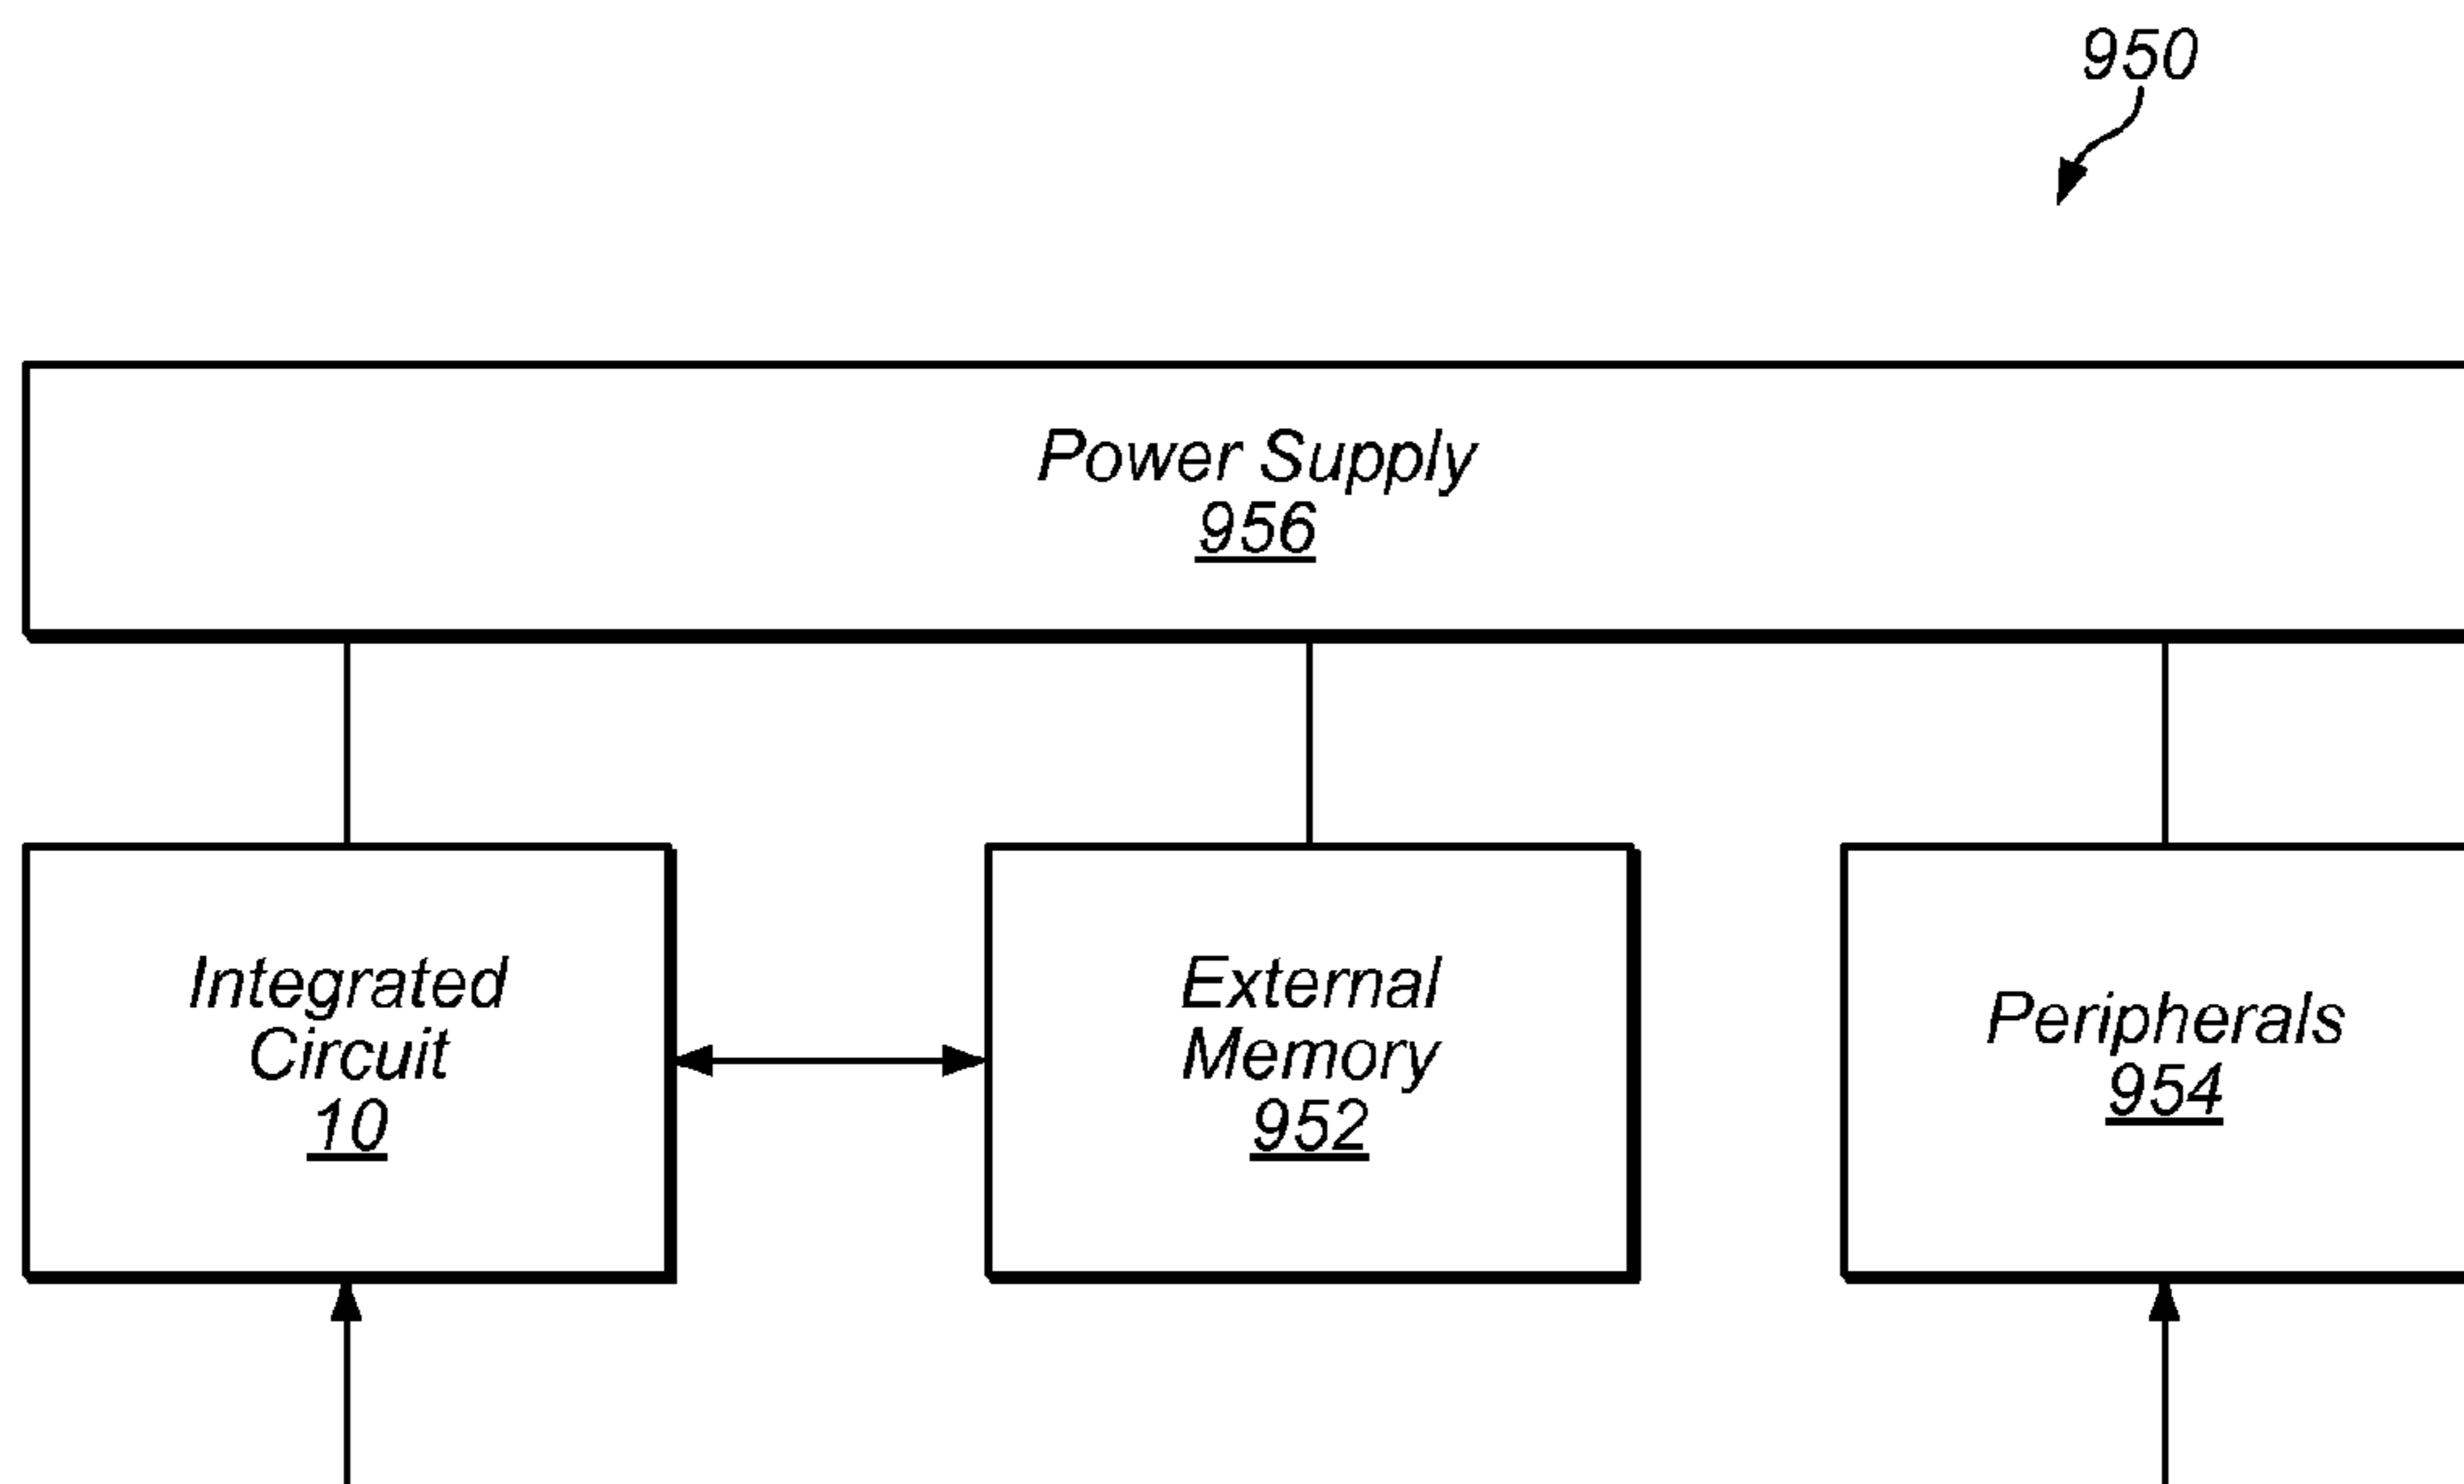 950
Power Supply
956
Integrated
Circuit
10
External
Memory
952
Peripherals
954